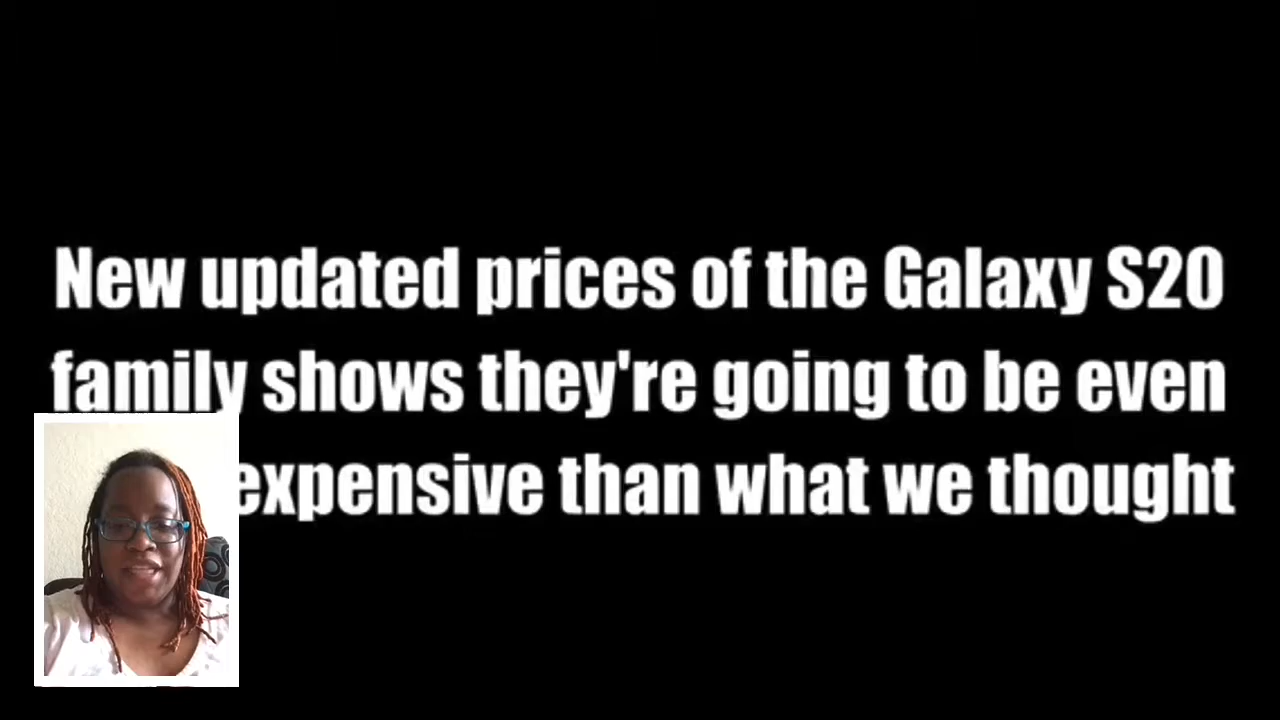 New updated prices of the Galaxy S20
family shows they're going to be even
expensive than what we thought